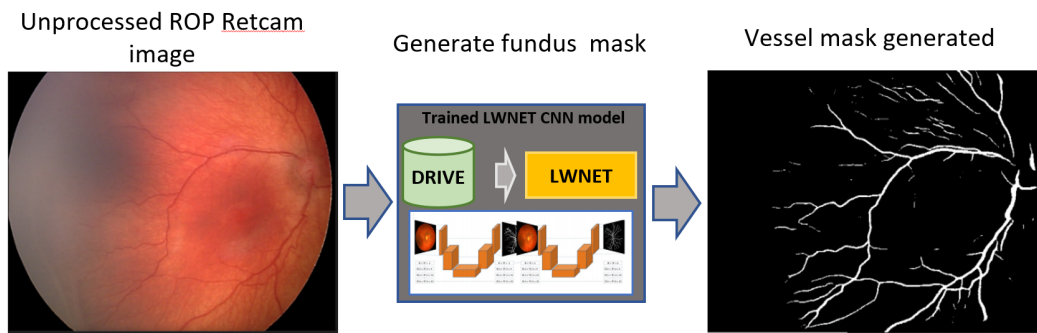 Unprocessed ROP Retcam
image
Generate fundus mask
Vessel mask generated
Trained LWNET CNN model
DRIVE
LWNET